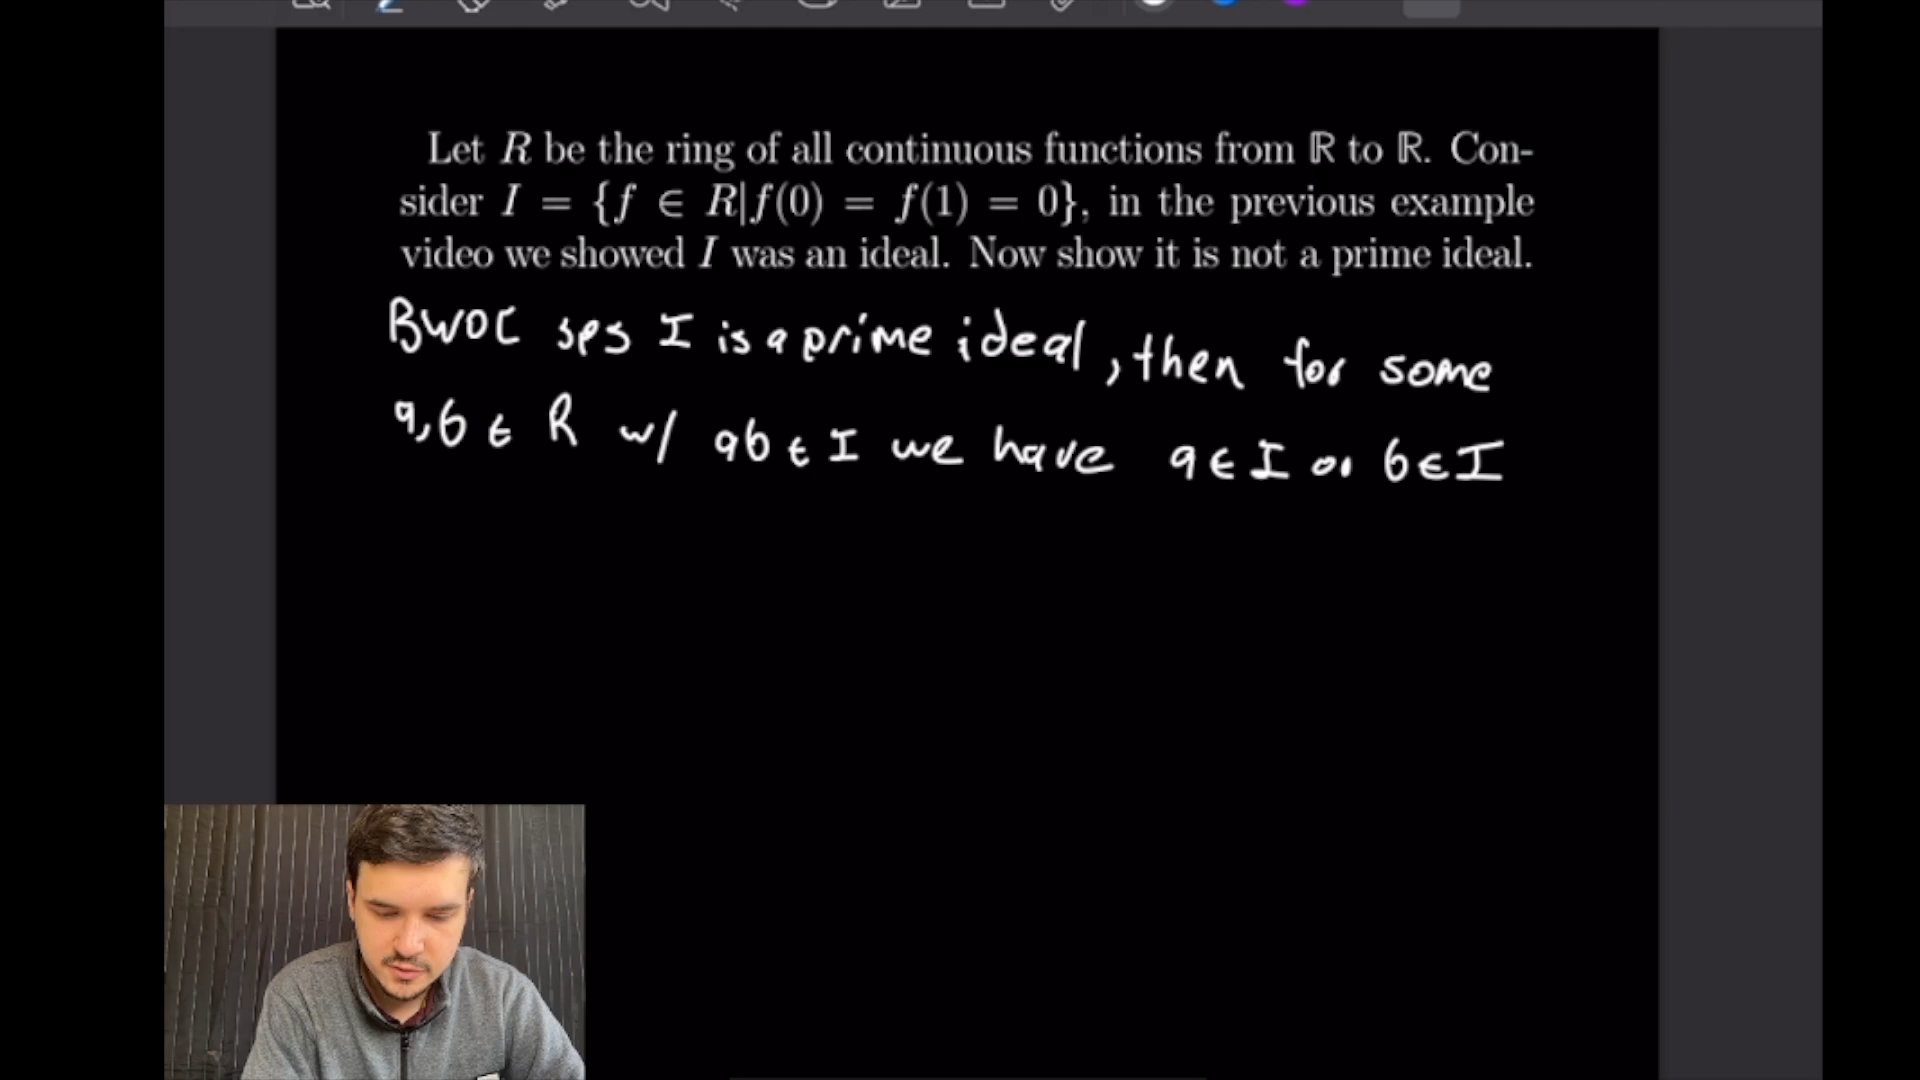 Let R be the ring of all continuous functions from ℝ to ℝ. Con-
sider I = {f ∈ R|f(0) = f(1) = 0}, in the previous example
video we showed I was an ideal. Now show it is not a prime ideal.
BWOC sps I is a prime ideal, then for some
a,b ∈ R w/ ab ∈ I we have a ∈ I or b ∈ I